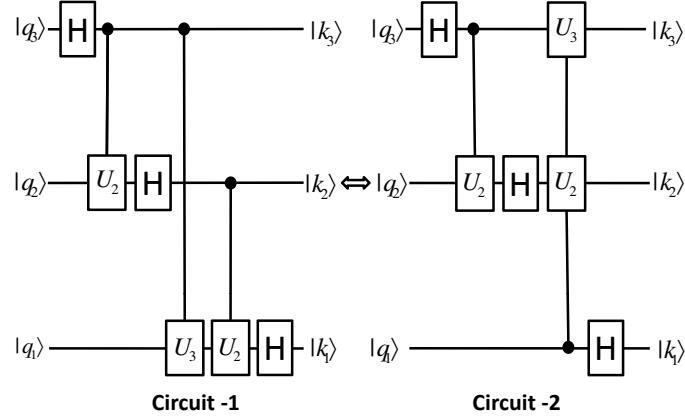 |q₃⟩ H |k₃⟩ |q₃⟩ H U₃ |k₃⟩
|q₂⟩ U₂ H |k₂⟩ ⇔ |q₂⟩ U₂ H U₂ |k₂⟩
|q₁⟩ U₃ U₂ H |k₁⟩ |q₁⟩ H |k₁⟩
Circuit -1 Circuit -2